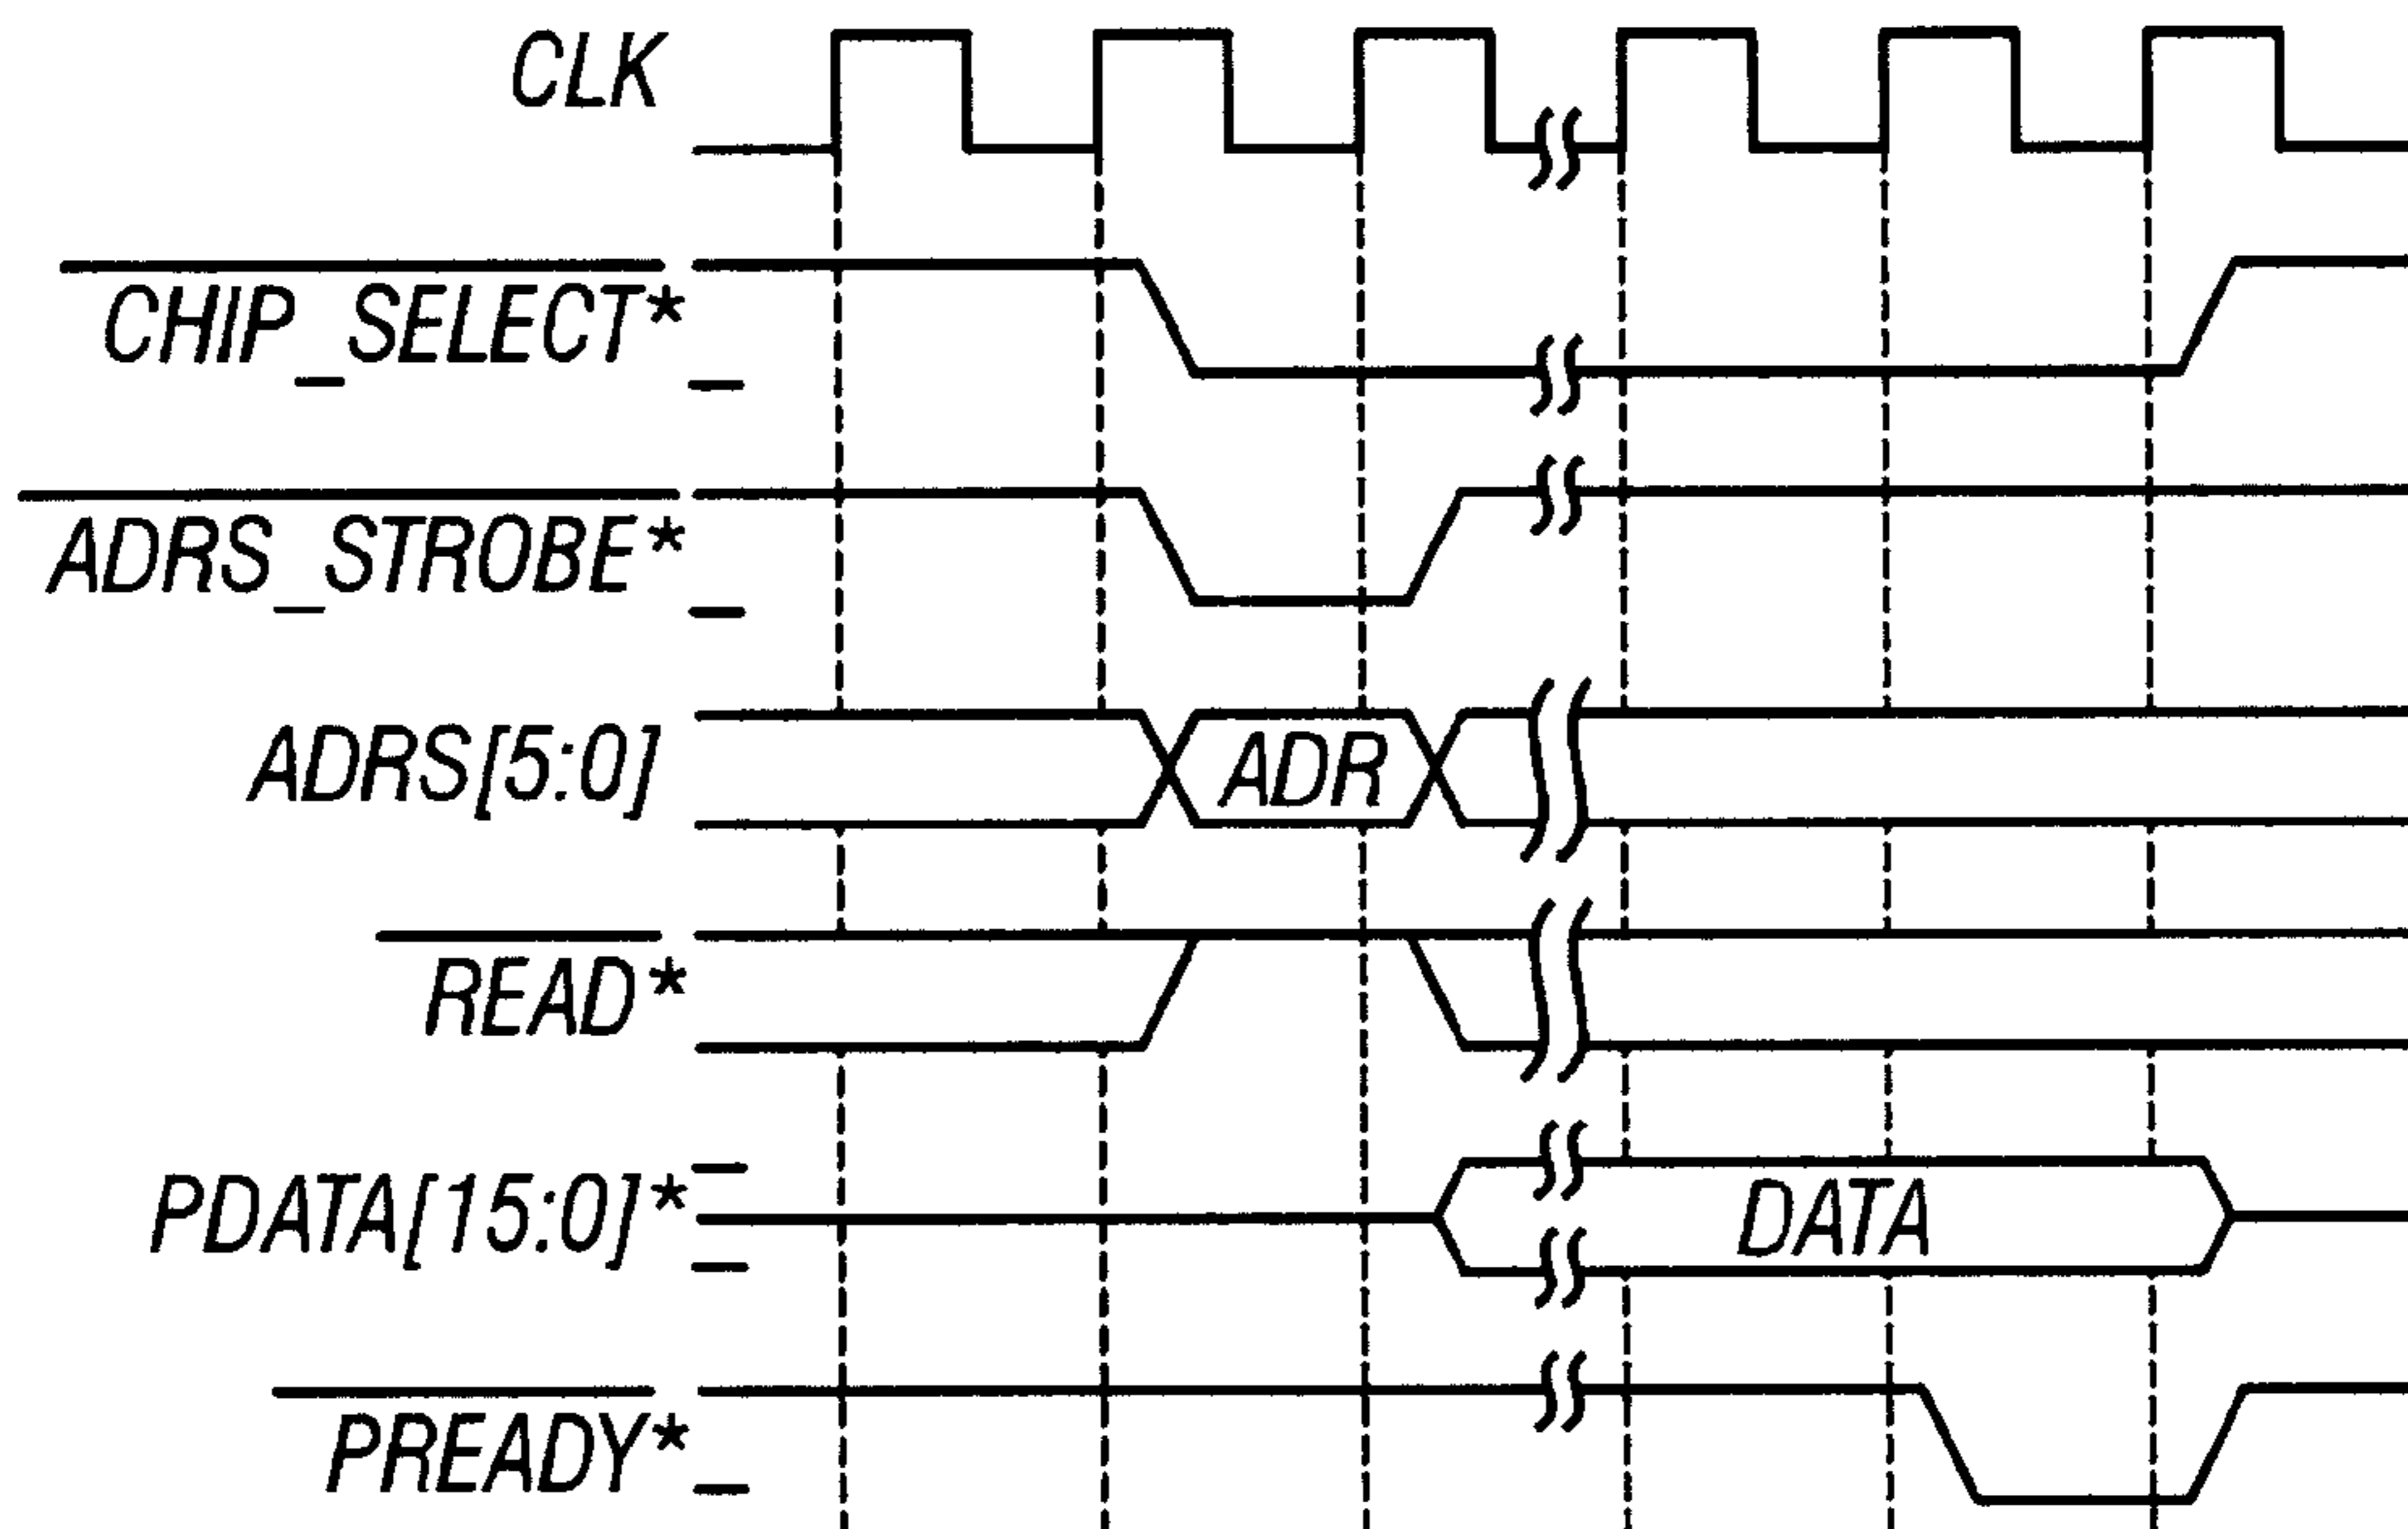 CLK
CHIP_SELECT*
ADRS_STROBE*
ADRS[5:0]
ADR
READ*
PDATA[15:0]*
DATA
PREADY*